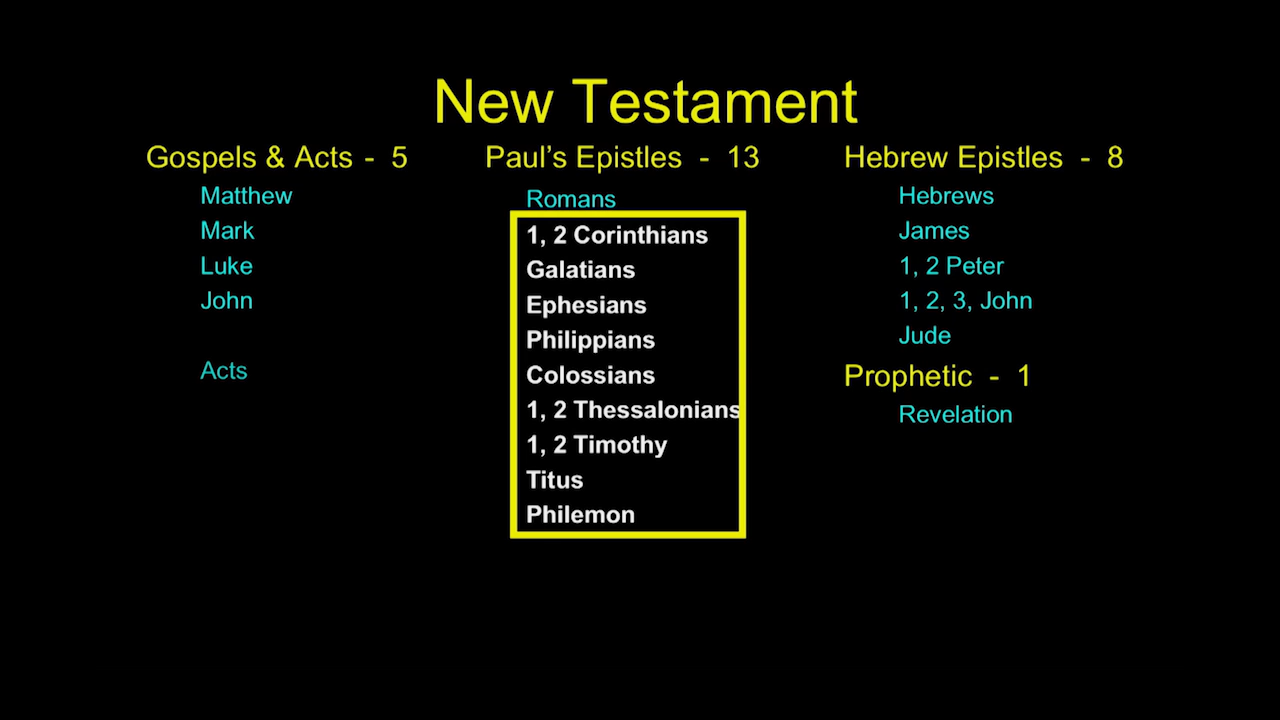 New Testament
Gospels & Acts - 5
Matthew
Mark
Luke
John
Acts
Paul’s Epistles - 13
Romans
1, 2 Corinthians
Galatians
Ephesians
Philippians
Colossians
1, 2 Thessalonians
1, 2 Timothy
Titus
Philemon
Hebrew Epistles - 8
Hebrews
James
1, 2 Peter
1, 2, 3, John
Jude
Prophetic - 1
Revelation